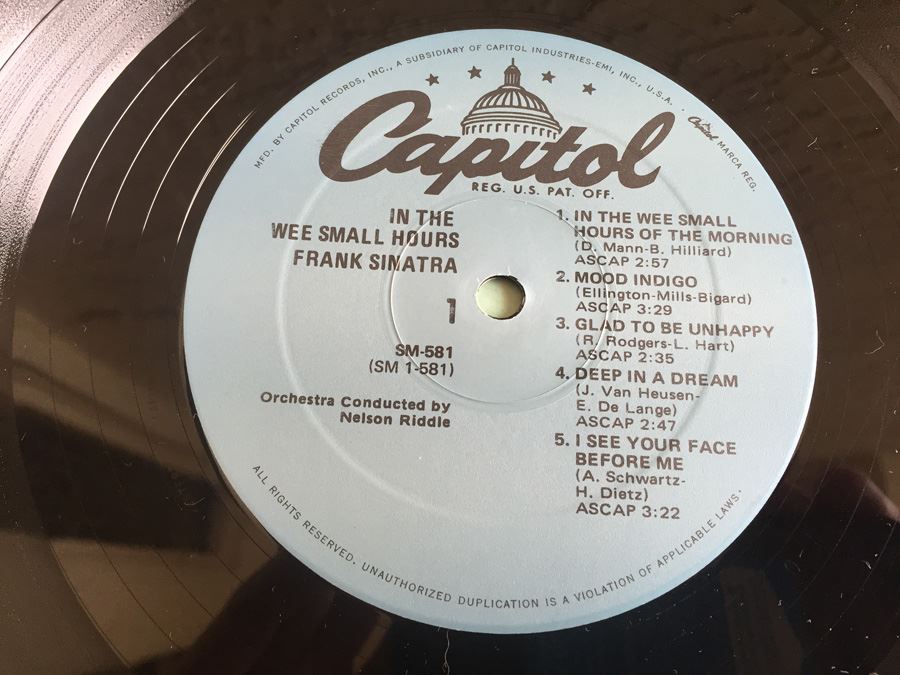 MFD. BY CAPITOL RECORDS, INC., A SUBSIDIARY OF CAPITOL INDUSTRIES-EMI, INC., U.S.A.
Capitol MARCA REG.
Capitol
REG. U.S. PAT. OFF.
IN THE
WEE SMALL HOURS
FRANK SINATRA
1
SM-581
(SM 1-581)
Orchestra Conducted by
Nelson Riddle
1. IN THE WEE SMALL
HOURS OF THE MORNING
(D. Mann-B. Hilliard)
ASCAP 2:57
2. MOOD INDIGO
(Ellington-Mills-Bigard)
ASCAP 3:29
3. GLAD TO BE UNHAPPY
(R. Rodgers-L. Hart)
ASCAP 2:35
4. DEEP IN A DREAM
(J. Van Heusen-
E. De Lange)
ASCAP 2:47
5. I SEE YOUR FACE
BEFORE ME
(A. Schwartz-
H. Dietz)
ASCAP 3:22
ALL RIGHTS RESERVED. UNAUTHORIZED DUPLICATION IS A VIOLATION OF APPLICABLE LAWS.